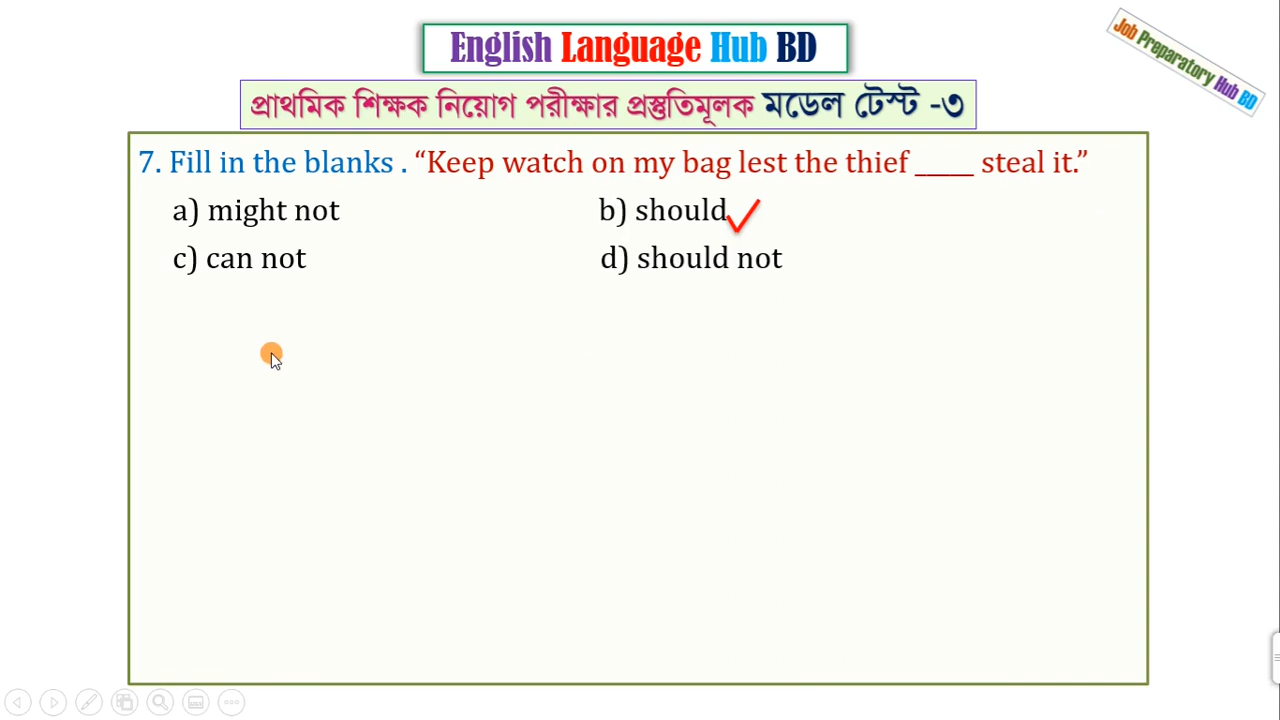 English Language Hub BD
Job Preparatory Hub BD
প্রাথমিক শিক্ষক নিয়োগ পরীক্ষার প্রস্তুতিমূলক মডেল টেস্ট -৩
7. Fill in the blanks . “Keep watch on my bag lest the thief _____ steal it.”
a) might not b) should
c) can not d) should not